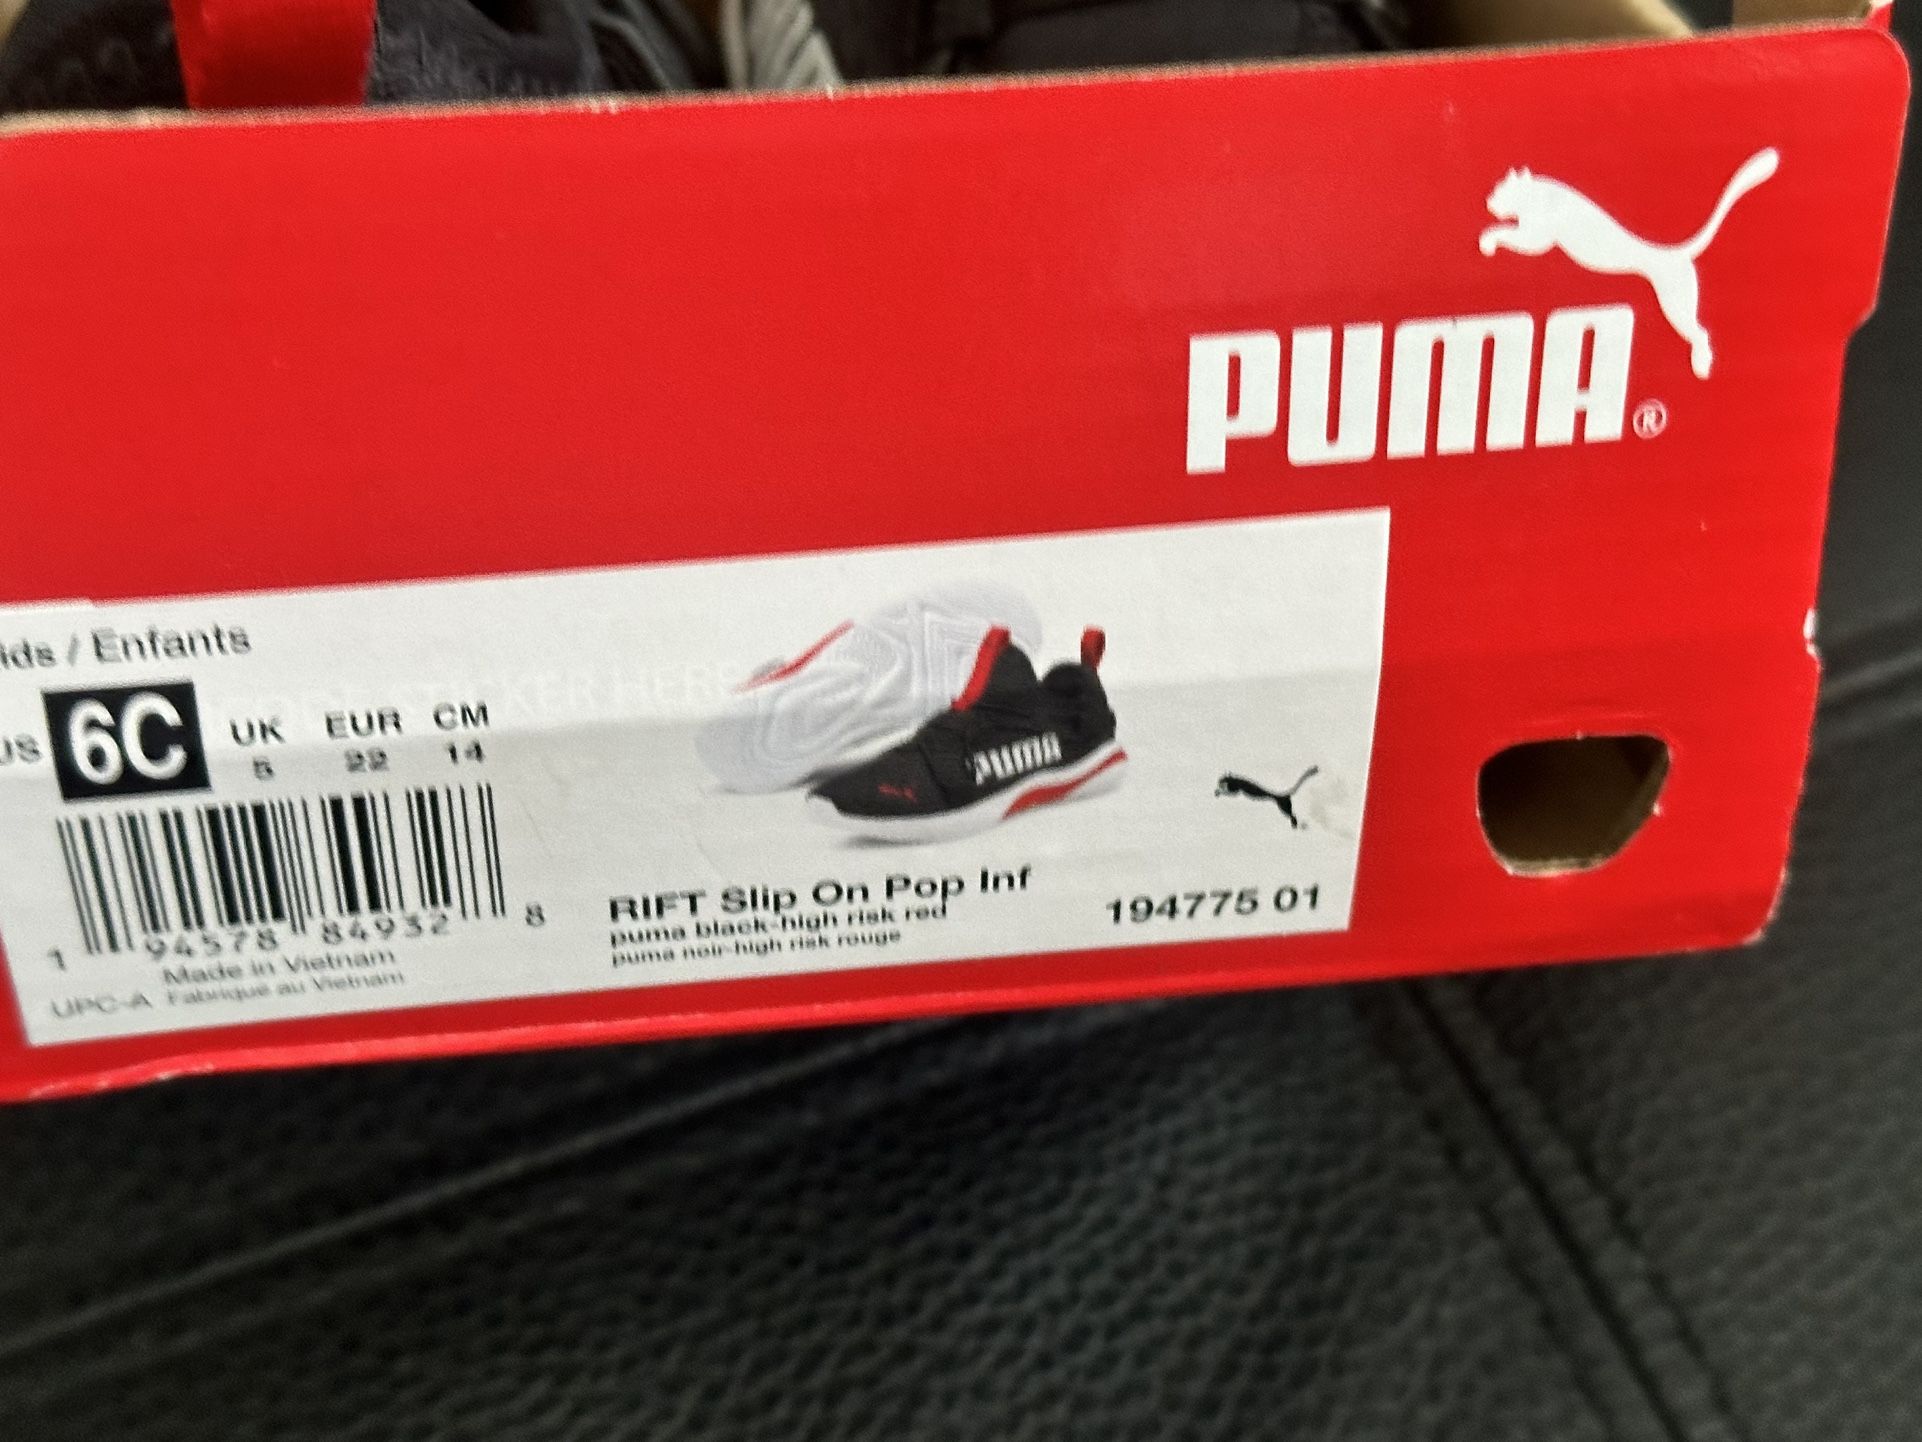 PUMA®
ids / Enfants
US 6C UK EUR CM
5 22 14
PUMA
1 94578 84932 8
Made in Vietnam
UPC-A Fabriqué au Vietnam
RIFT Slip On Pop Inf
puma black-high risk red
puma noir-high risk rouge
194775 01